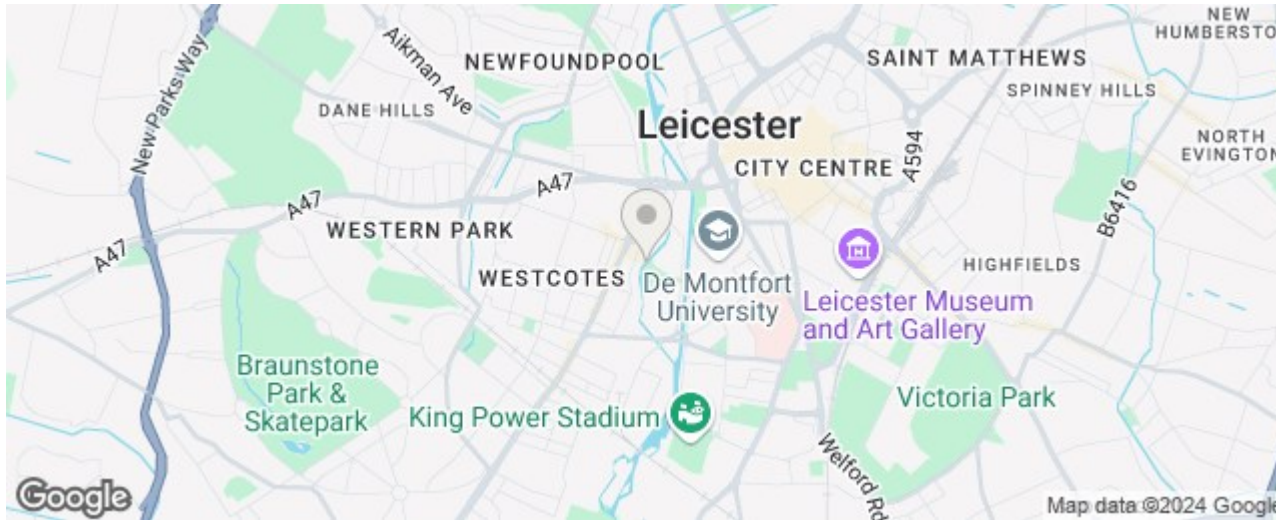 NEW
HUMBERSTO
New Parks Way
Aikman Ave
NEWFOUNDPOOL
SAINT MATTHEWS
SPINNEY HILLS
DANE HILLS
Leicester
NORTH
EVINGTON
A594
CITY CENTRE
A47
A47
B6416
WESTERN PARK
A47
WESTCOTES
De Montfort
University
HIGHFIELDS
Leicester Museum
and Art Gallery
Braunstone
Park &
Skatepark
King Power Stadium
Victoria Park
Welford Rd
Google
Map data ©2024 Google